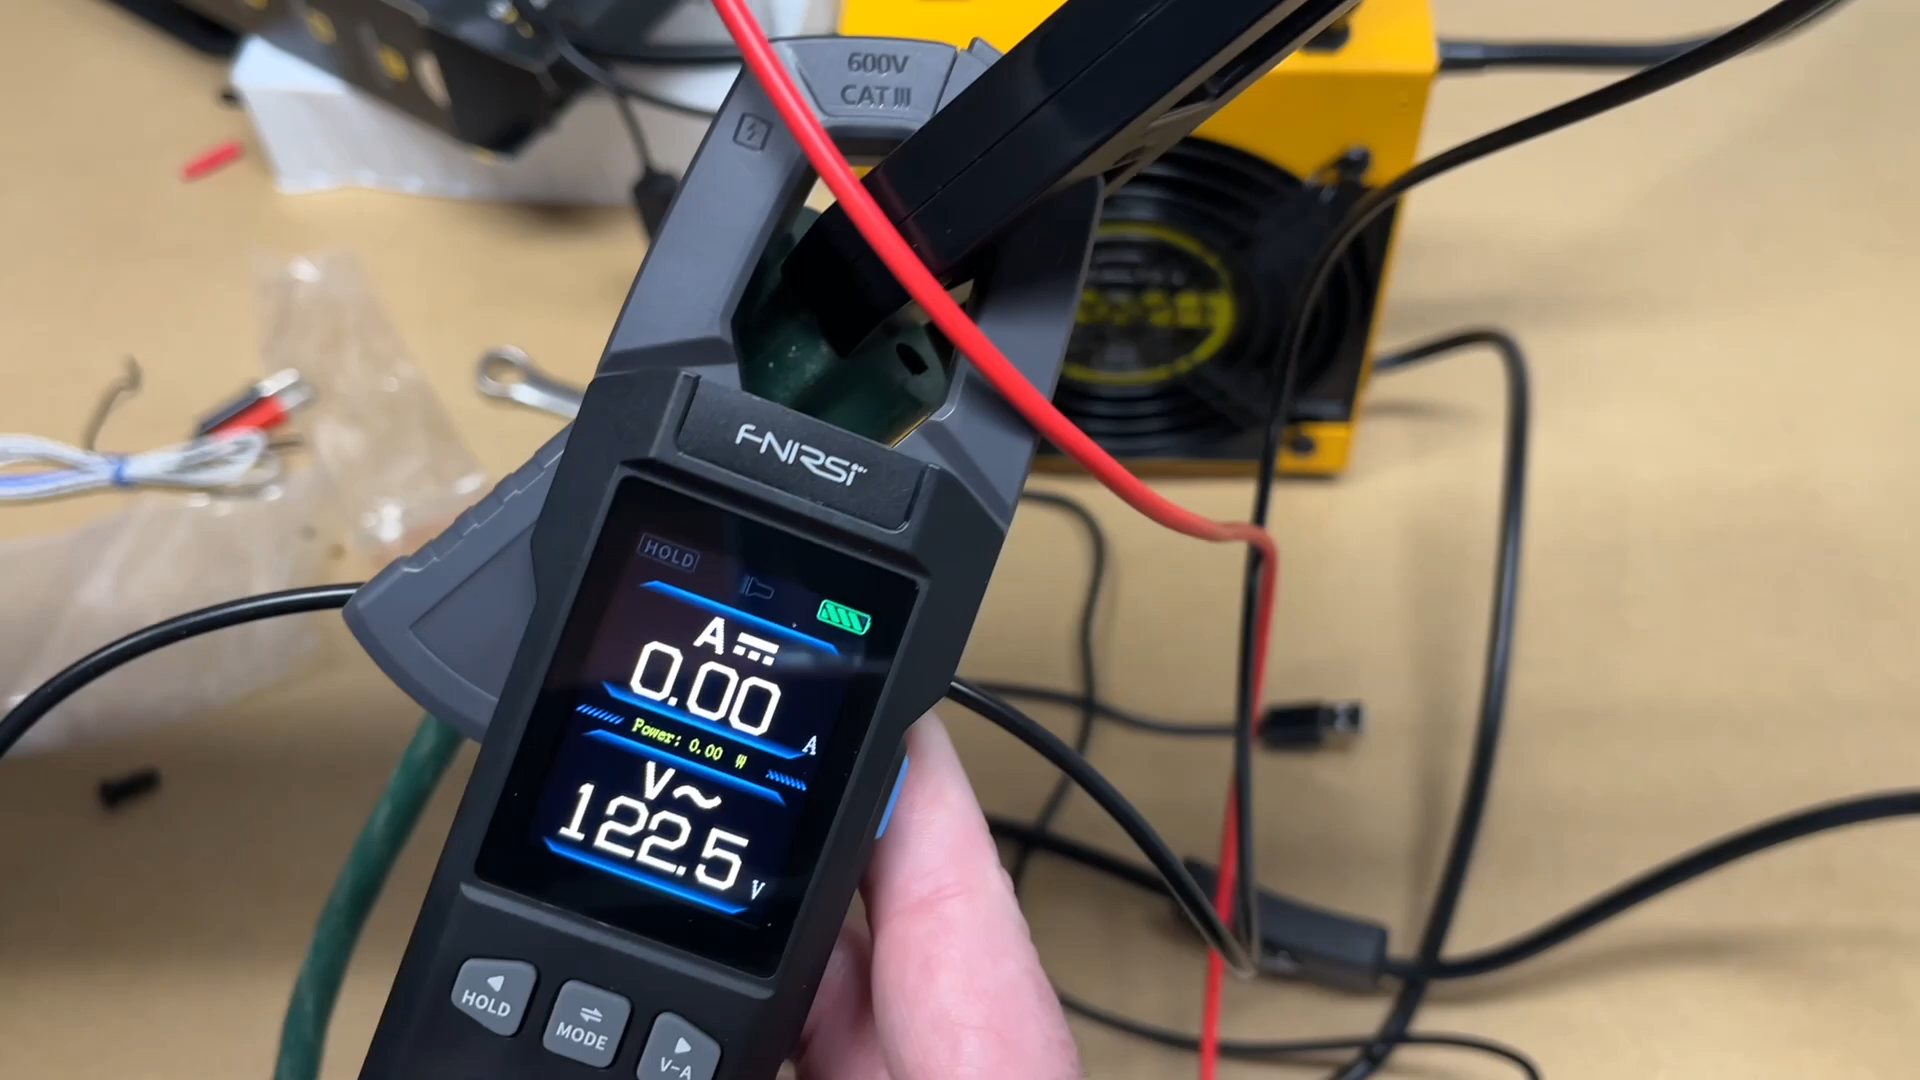 600V
CAT III
FNIRSI
HOLD
A
0.00 A
Power: 0.00 W
V~
122.5 V
HOLD
MODE
V-A